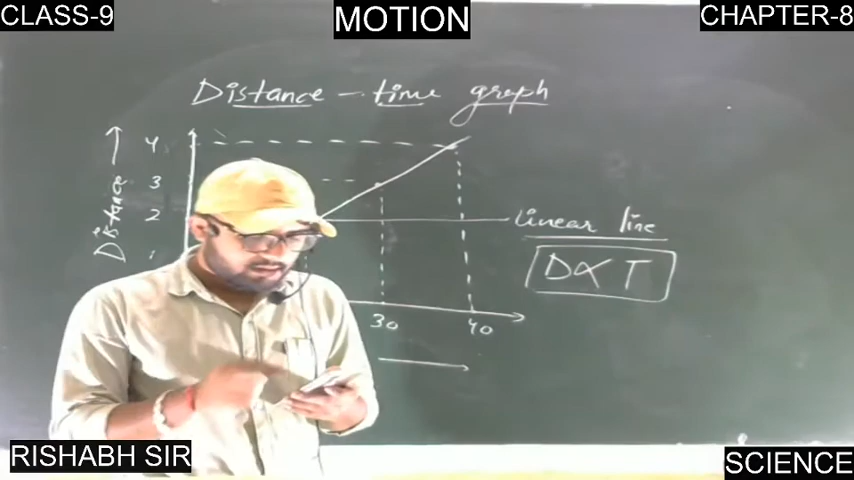 CLASS-9
MOTION
CHAPTER-8
Distance - time graph
4
3
2
1
Distance
linear line
D∝T
30
40
RISHABH SIR
SCIENCE